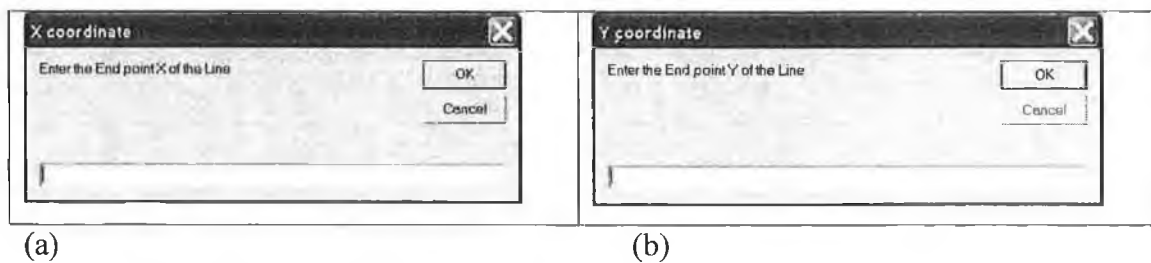 X coordinate
Enter the End point X of the Line
OK
Cancel
(a)
Y coordinate
Enter the End point Y of the Line
OK
Cancel
(b)